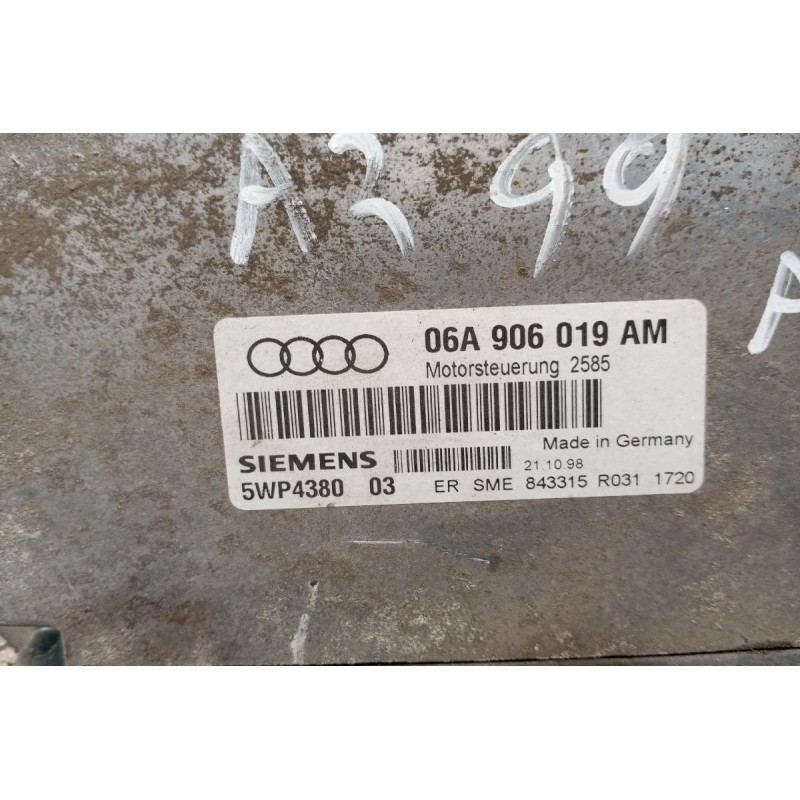 A3 99
A
06A 906 019 AM
Motorsteuerung 2585
Made in Germany
SIEMENS
21.10.98
5WP4380 03 ER SME 843315 R031 1720